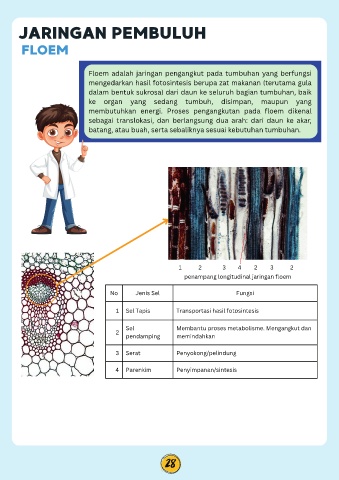 JARINGAN PEMBULUH
FLOEM
Floem adalah jaringan pengangkut pada tumbuhan yang berfungsi
mengedarkan hasil fotosintesis berupa zat makanan (terutama gula
dalam bentuk sukrosa) dari daun ke seluruh bagian tumbuhan, baik
ke organ yang sedang tumbuh, disimpan, maupun yang
membutuhkan energi. Proses pengangkutan pada floem dikenal
sebagai translokasi, dan berlangsung dua arah: dari daun ke akar,
batang, atau buah, serta sebaliknya sesuai kebutuhan tumbuhan.
1 2 3 4 2 3 2
penampang longitudinal jaringan floem
No Jenis Sel Fungsi
1 Sel Tapis Transportasi hasil fotosintesis
2 Sel pendamping Membantu proses metabolisme. Mengangkut dan
memindahkan
3 Serat Penyokong/pelindung
4 Parenkim Penyimpanan/sintesis
28